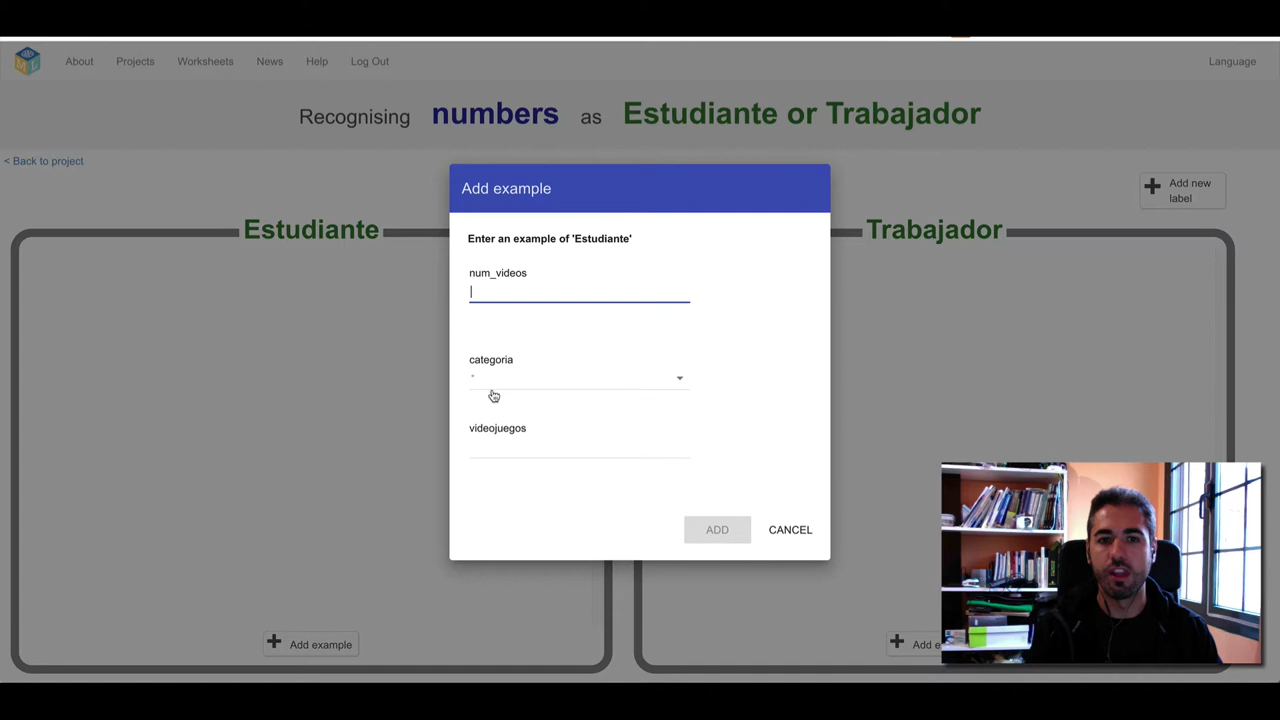 About Projects Worksheets News Help Log Out Language
Recognising numbers as Estudiante or Trabajador
< Back to project
Add new
label
Estudiante
Trabajador
Add example
Enter an example of 'Estudiante'
num_videos
categoria
videojuegos
ADD CANCEL
Add example
Add e